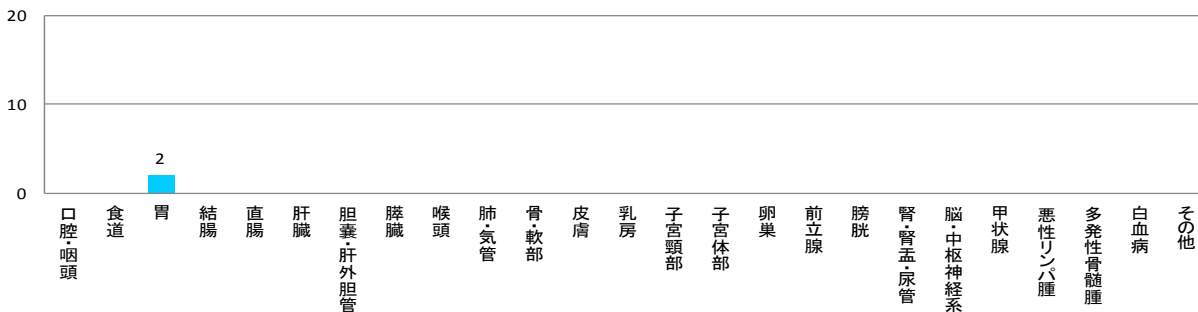 20
10
2
0
口腔・咽頭
食道
胃
結腸
直腸
肝臓
胆嚢・肝外胆管
膵臓
喉頭
肺・気管
骨・軟部
皮膚
乳房
子宮頸部
子宮体部
卵巣
前立腺
膀胱
腎・腎盂・尿管
脳・中枢神経系
甲状腺
悪性リンパ腫
多発性骨髄腫
白血病
その他